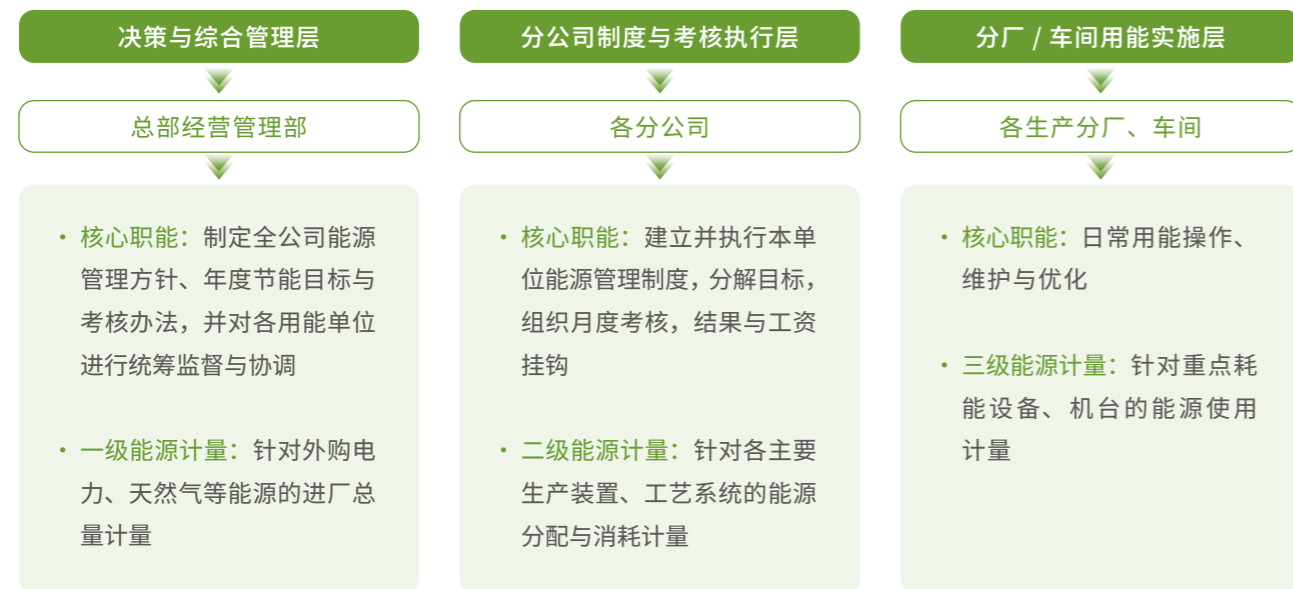 决策与综合管理层
总部经营管理部
• 核心职能：制定全公司能源
管理方针、年度节能目标与
考核办法，并对各用能单位
进行统筹监督与协调
• 一级能源计量：针对外购电
力、天然气等能源的进厂总
量计量
分公司制度与考核执行层
各分公司
• 核心职能：建立并执行本单
位能源管理制度，分解目标，
组织月度考核，结果与工资
挂钩
• 二级能源计量：针对各主要
生产装置、工艺系统的能源
分配与消耗计量
分厂 / 车间用能实施层
各生产分厂、车间
• 核心职能：日常用能操作、
维护与优化
• 三级能源计量：针对重点耗
能设备、机台的能源使用
计量